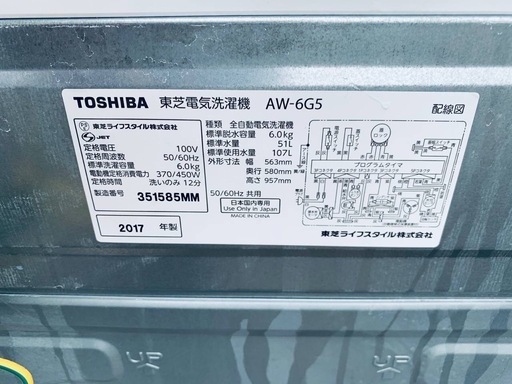 TOSHIBA 東芝電気洗濯機 AW-6G5
配線図
東芝ライフスタイル株式会社
JET
定格電圧 100V
定格周波数 50/60Hz
定格洗濯容量 6.0kg
電動機定格消費電力 370/450W
定格時間 洗いのみ 12分
製造番号 351585MM
2017 年製
種類 全自動電気洗濯機
標準脱水容量 6.0kg
標準水量 51L
標準使用水量 107L
外形寸法 幅 563mm
奥行 580mm
高さ 957mm
50/60Hz 共用
日本国内専用
Use Only in Japan
MADE IN CHINA
プログラムタイマ
東芝ライフスタイル株式会社
UP
UP